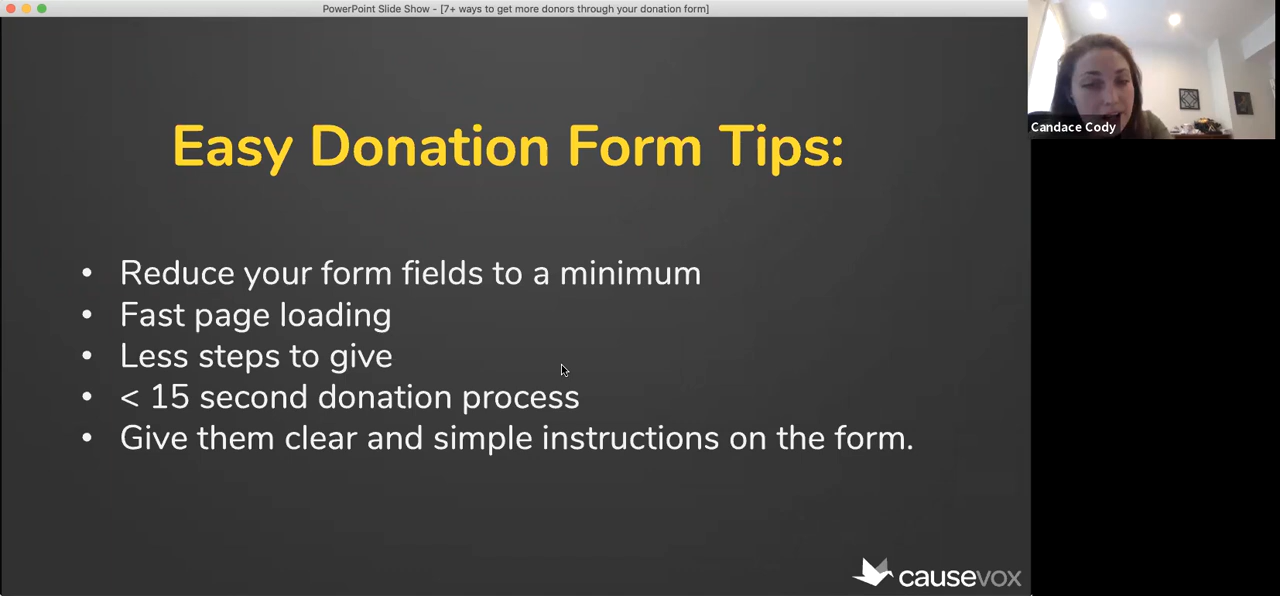 PowerPoint Slide Show - [7+ ways to get more donors through your donation form]
Candace Cody
Easy Donation Form Tips:
• Reduce your form fields to a minimum
• Fast page loading
• Less steps to give
• < 15 second donation process
• Give them clear and simple instructions on the form.
causevox